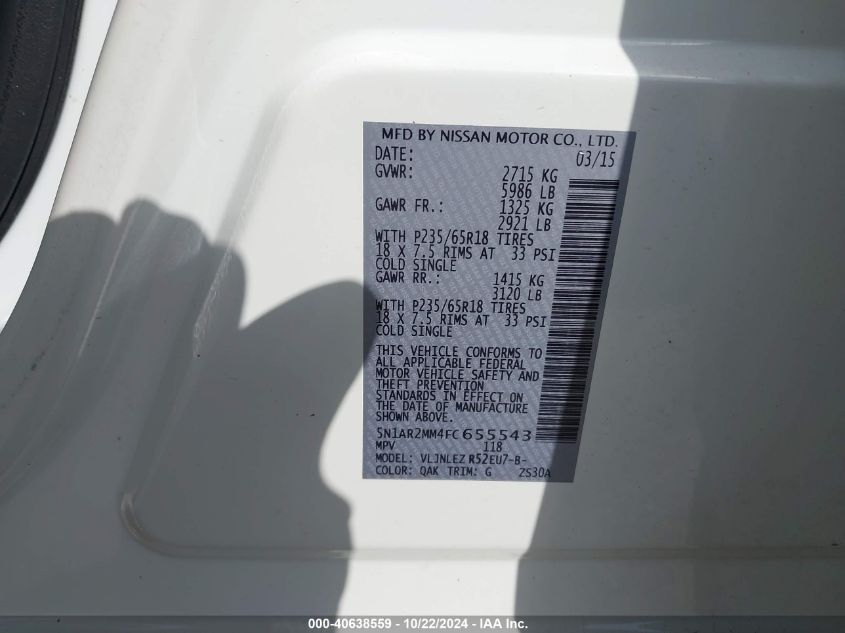 MFD BY NISSAN MOTOR CO., LTD.
DATE: 03/15
GVWR: 2715 KG
5986 LB
GAWR FR.: 1325 KG
2921 LB
WITH P235/65R18 TIRES
18 X 7.5 RIMS AT 33 PSI
COLD SINGLE
GAWR RR.: 1415 KG
3120 LB
WITH P235/65R18 TIRES
18 X 7.5 RIMS AT 33 PSI
COLD SINGLE
THIS VEHICLE CONFORMS TO
ALL APPLICABLE FEDERAL
MOTOR VEHICLE SAFETY AND
THEFT PREVENTION
STANDARDS IN EFFECT ON
THE DATE OF MANUFACTURE
SHOWN ABOVE.
5N1AR2MM4FC655543
MPV 118
MODEL: VLJNLEZ R52EU7-B-
COLOR: QAK TRIM: G ZS30A
000-40638559 - 10/22/2024 - IAA Inc.